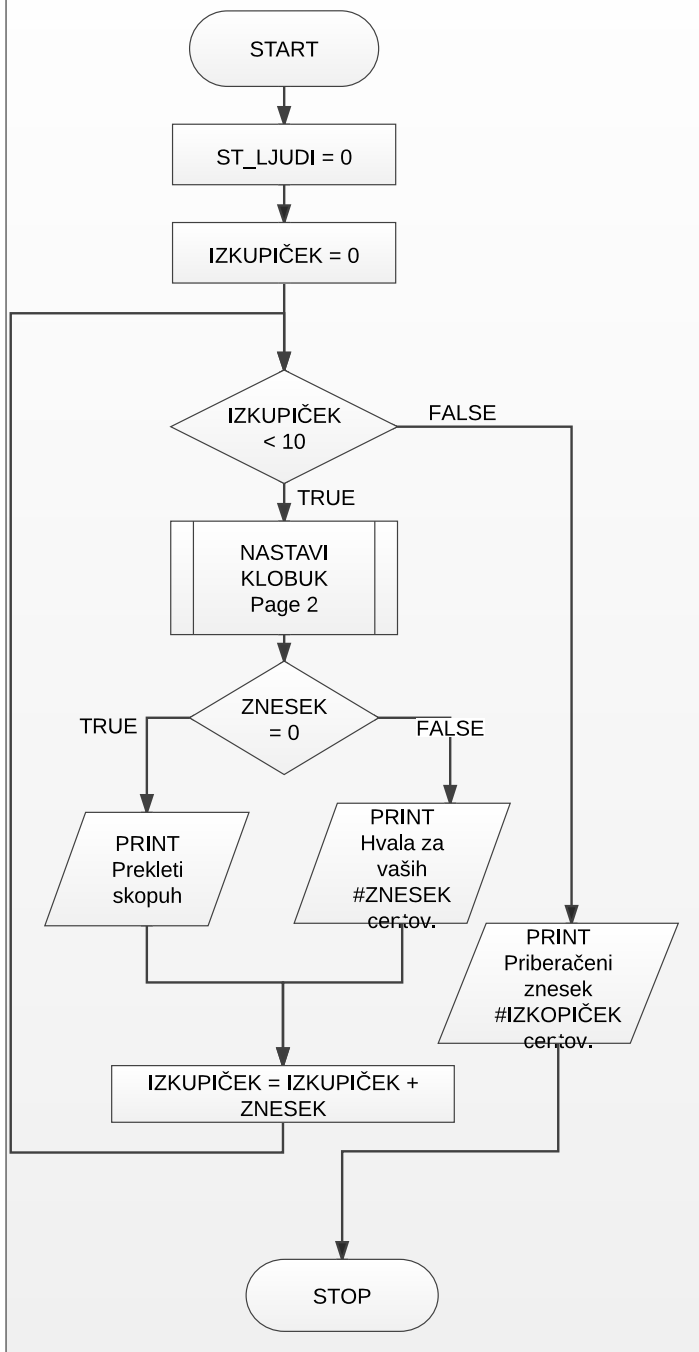 START
ST_LJUDI = 0
IZKUPIČEK = 0
IZKUPIČEK
< 10
FALSE
TRUE
NASTAVI
KLOBUK
Page 2
ZNESEK
= 0
TRUE
FALSE
PRINT
Prekleti
skopuh
PRINT
Hvala za
vaših
#ZNESEK
centov.
PRINT
Priberačeni
znesek
#IZKOPIČEK
centov.
IZKUPIČEK = IZKUPIČEK +
ZNESEK
STOP